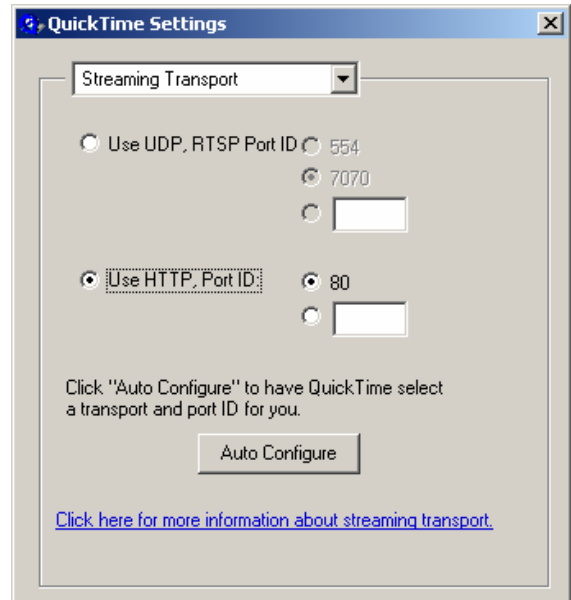 QuickTime Settings
Streaming Transport
Use UDP, RTSP Port ID 554
7070
Use HTTP, Port ID: 80
Click "Auto Configure" to have QuickTime select
a transport and port ID for you.
Auto Configure
Click here for more information about streaming transport.